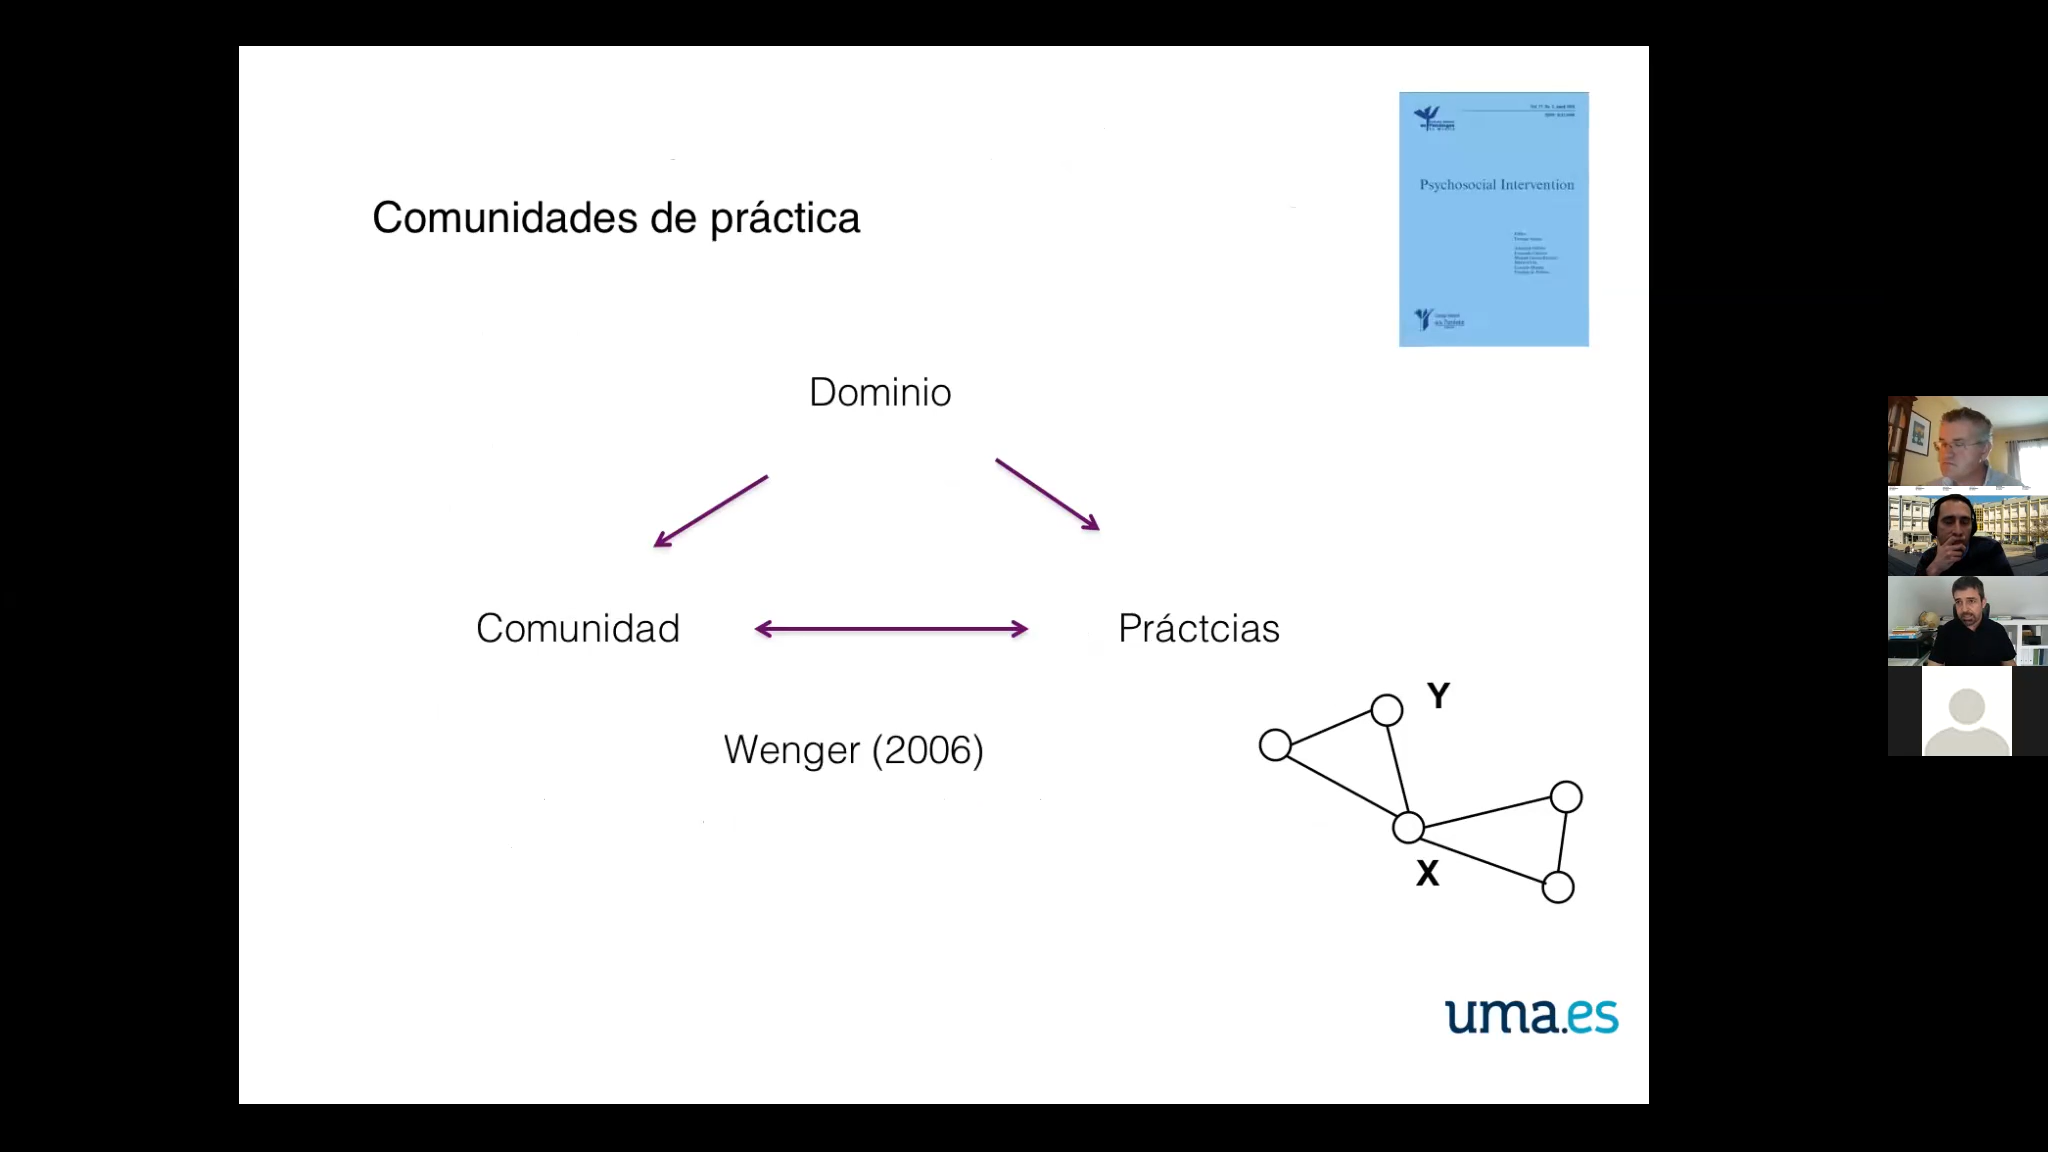 Psychosocial Intervention
Comunidades de práctica
Dominio
Comunidad
Práctcias
Wenger (2006)
Y
X
uma.es